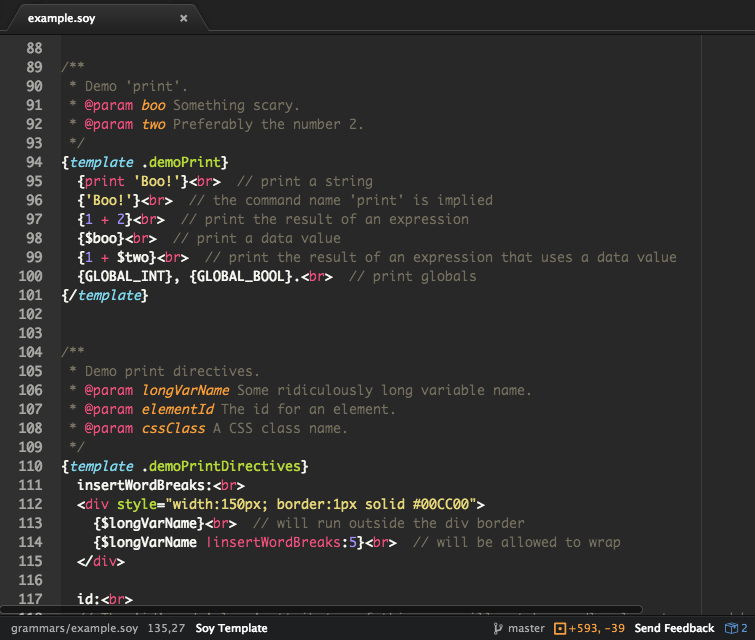 example.soy ×
88
89 /**
90 * Demo 'print'.
91 * @param boo Something scary.
92 * @param two Preferably the number 2.
93 */
94 {template .demoPrint}
95 {print 'Boo!'}<br> // print a string
96 {'Boo!'}<br> // the command name 'print' is implied
97 {1 + 2}<br> // print the result of an expression
98 {$boo}<br> // print a data value
99 {1 + $two}<br> // print the result of an expression that uses a data value
100 {GLOBAL_INT}, {GLOBAL_BOOL}.<br> // print globals
101 {/template}
102
103
104 /**
105 * Demo print directives.
106 * @param longVarName Some ridiculously long variable name.
107 * @param elementId The id for an element.
108 * @param cssClass A CSS class name.
109 */
110 {template .demoPrintDirectives}
111 insertWordBreaks:<br>
112 <div style="width:150px; border:1px solid #00CC00">
113 {$longVarName}<br> // will run outside the div border
114 {$longVarName |insertWordBreaks:5}<br> // will be allowed to wrap
115 </div>
116
117 id:<br>
grammars/example.soy 135,27 Soy Template master +593, -39 Send Feedback 2